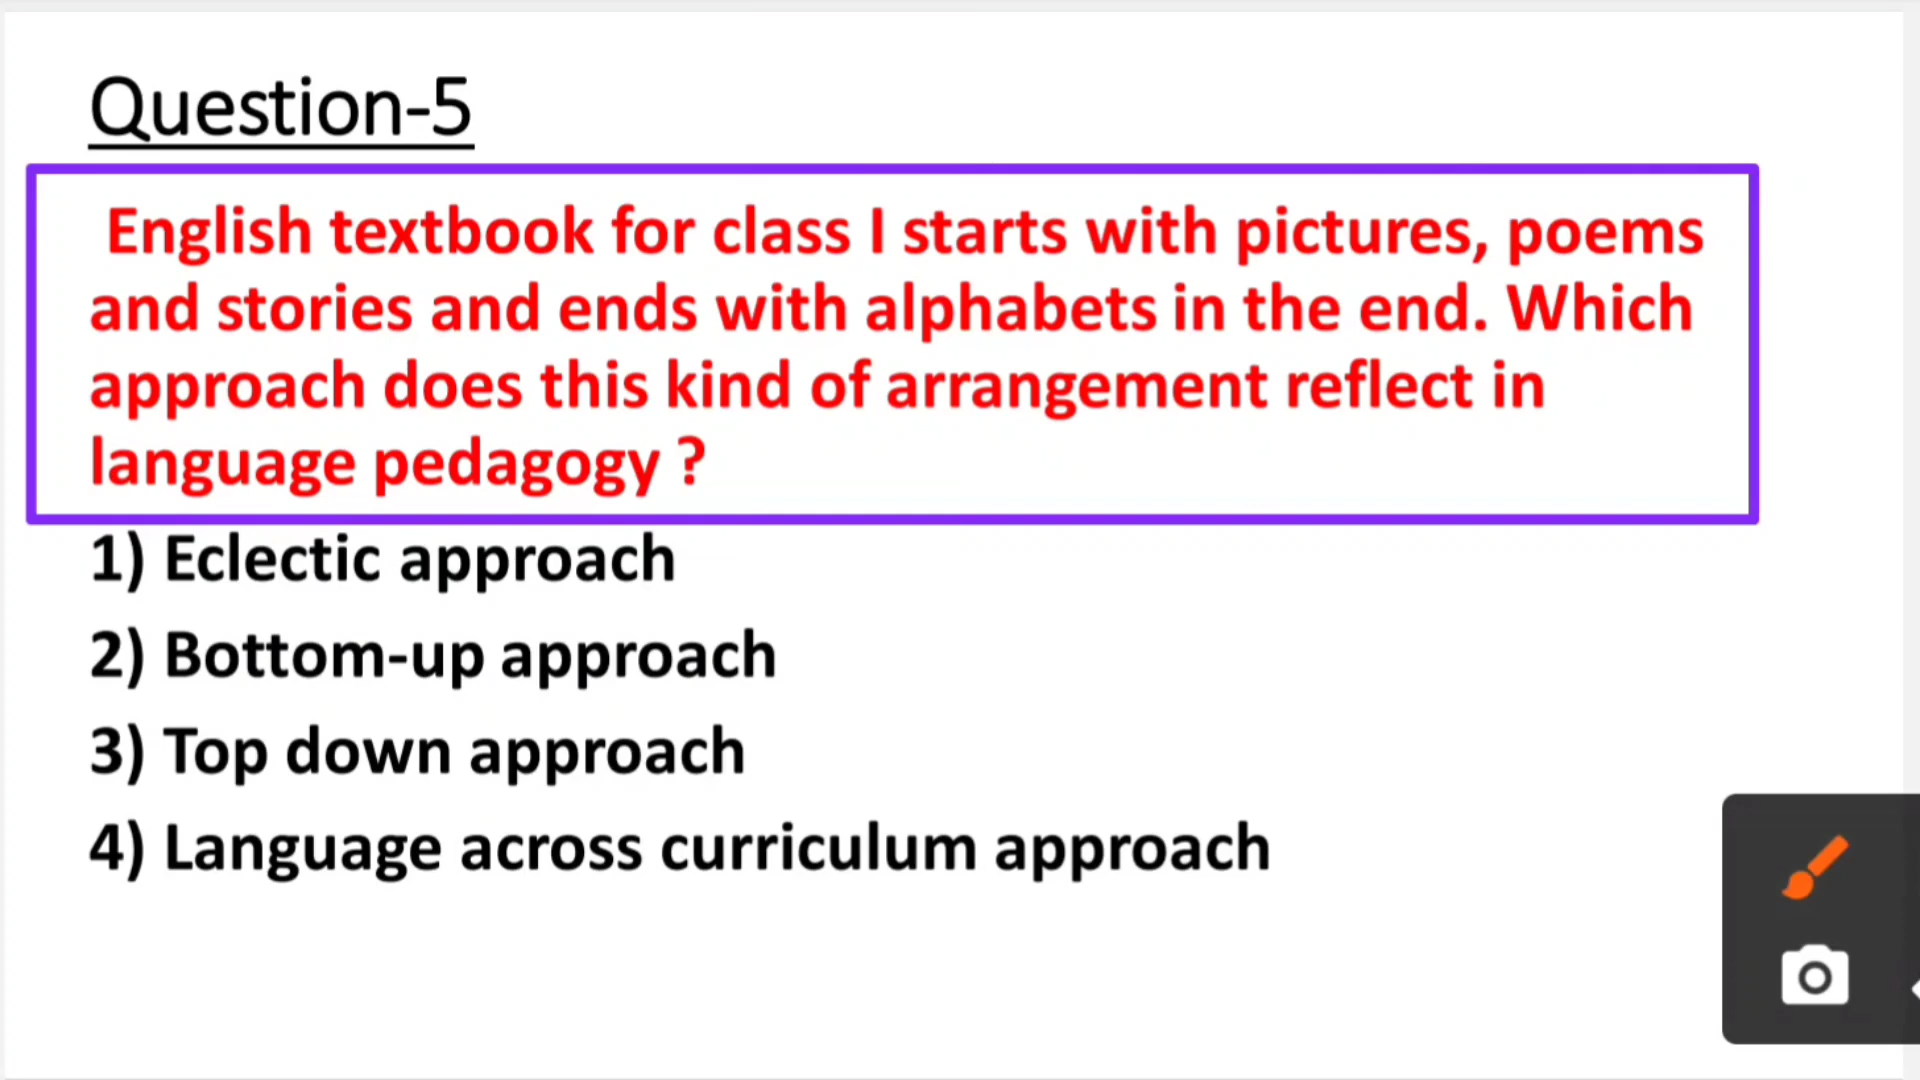 Question-5
English textbook for class I starts with pictures, poems
and stories and ends with alphabets in the end. Which
approach does this kind of arrangement reflect in
language pedagogy ?
1) Eclectic approach
2) Bottom-up approach
3) Top down approach
4) Language across curriculum approach